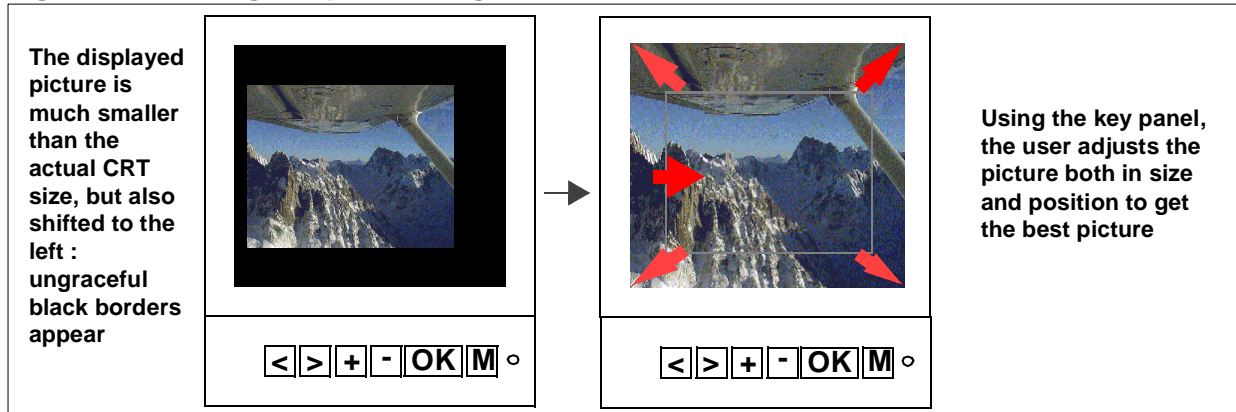 The displayed
picture is
much smaller
than the
actual CRT
size, but also
shifted to the
left :
ungraceful
black borders
appear
< > + - OK M
< > + - OK M
Using the key panel,
the user adjusts the
picture both in size
and position to get
the best picture